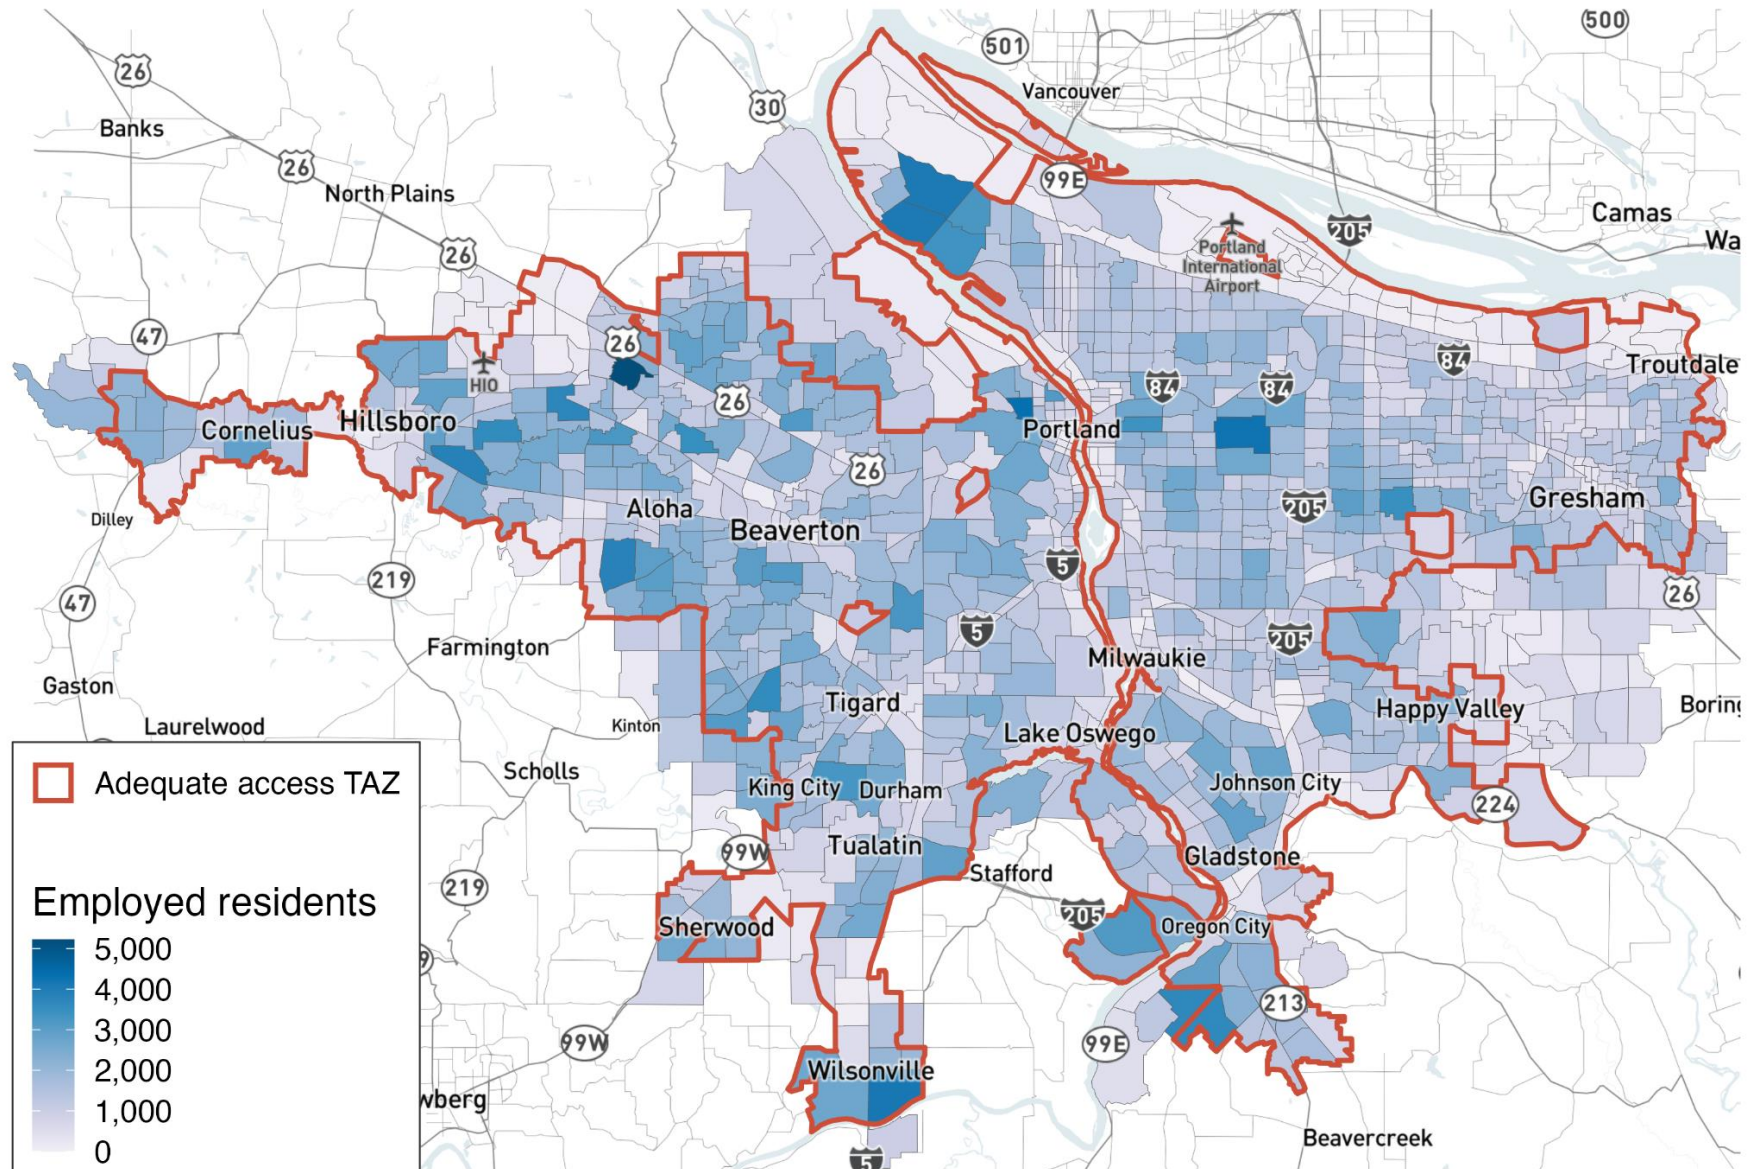 500
501
26
Vancouver
30
Banks
26
North Plains
99E
Camas
205
Wa
26
Portland
International
Airport
47
26
84
Troutdale
HIO
84
84
26
Hillsboro
Cornelius
Portland
26
Gresham
205
Aloha
Dilley
Beaverton
5
219
26
47
5
205
Farmington
Milwaukie
Gaston
Tigard
Happy Valley
Boring
Laurelwood
Kinton
Lake Oswego
Scholls
Johnson City
King City
Durham
224
Tualatin
99W
Gladstone
Stafford
219
205
Sherwood
Oregon City
213
99W
99E
Wilsonville
wberg
Beavercreek
5
Adequate access TAZ
Employed residents
5,000
4,000
3,000
2,000
1,000
0